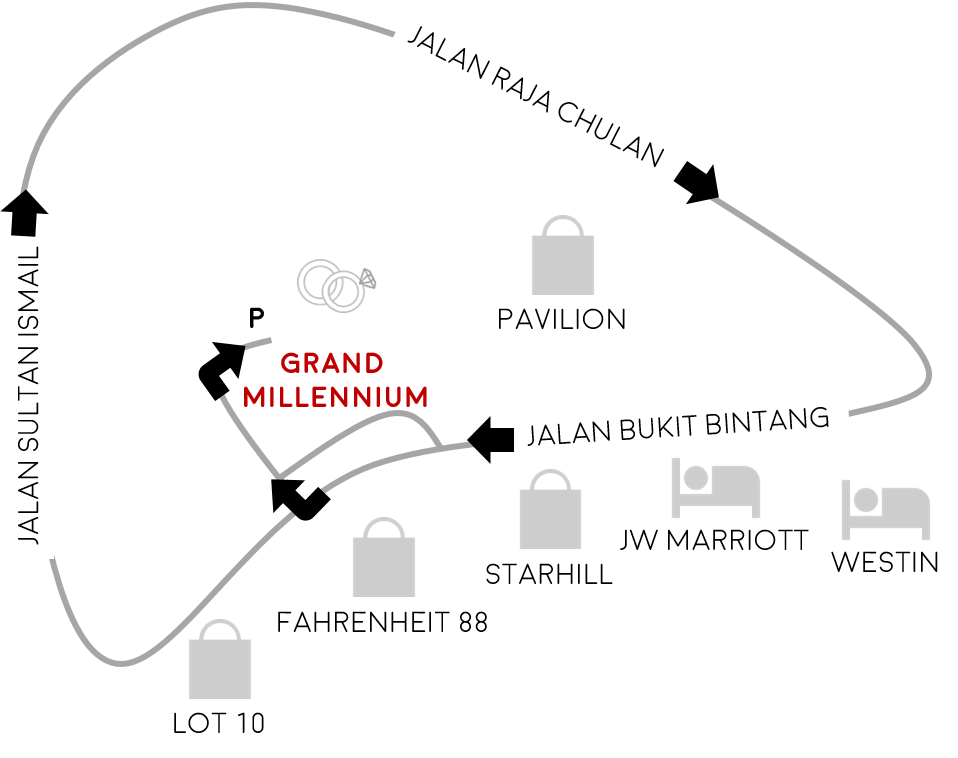 JALAN RAJA CHULAN
JALAN SULTAN ISMAIL
PAVILION
P
GRAND
MILLENNIUM
JALAN BUKIT BINTANG
JW MARRIOTT
WESTIN
STARHILL
FAHRENHEIT 88
LOT 10